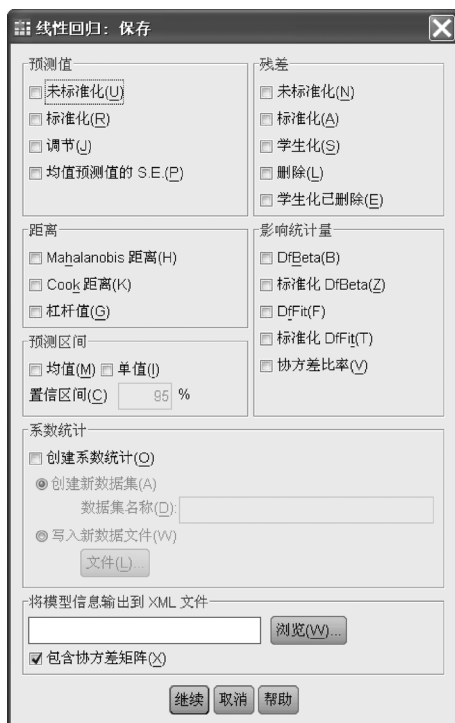 线性回归：保存
预测值
未标准化(U)
标准化(R)
调节(J)
均值预测值的 S.E.(P)
残差
未标准化(N)
标准化(A)
学生化(S)
删除(L)
学生化已删除(E)
距离
Mahalanobis 距离(H)
Cook 距离(K)
杠杆值(G)
影响统计量
DfBeta(B)
标准化 DfBeta(Z)
DfFit(F)
标准化 DfFit(T)
协方差比率(V)
预测区间
均值(M) 单值(I)
置信区间(C) 95 %
系数统计
创建系数统计(O)
创建新数据集(A)
数据集名称(D):
写入新数据文件(W)
文件(L)...
将模型信息输出到 XML 文件
浏览(W)...
包含协方差矩阵(X)
继续 取消 帮助